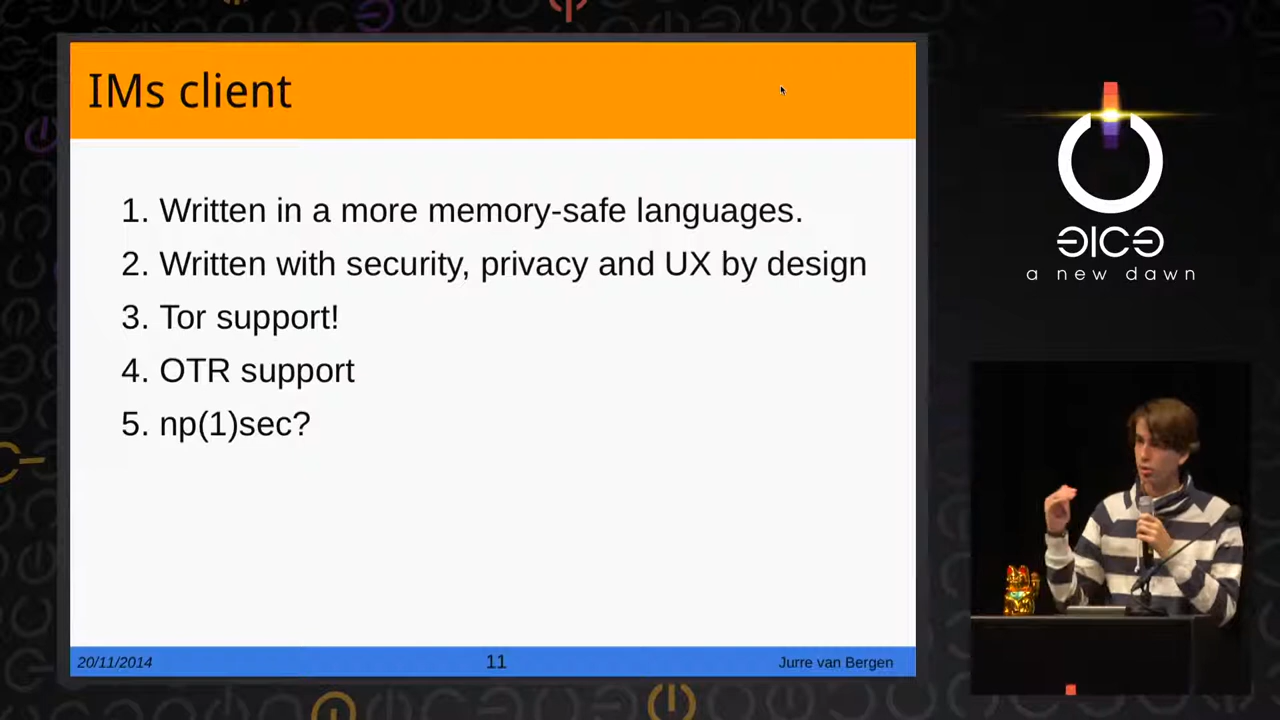 IMs client
1. Written in a more memory-safe languages.
2. Written with security, privacy and UX by design
3. Tor support!
4. OTR support
5. np(1)sec?
20/11/2014
11
Jurre van Bergen
a new dawn